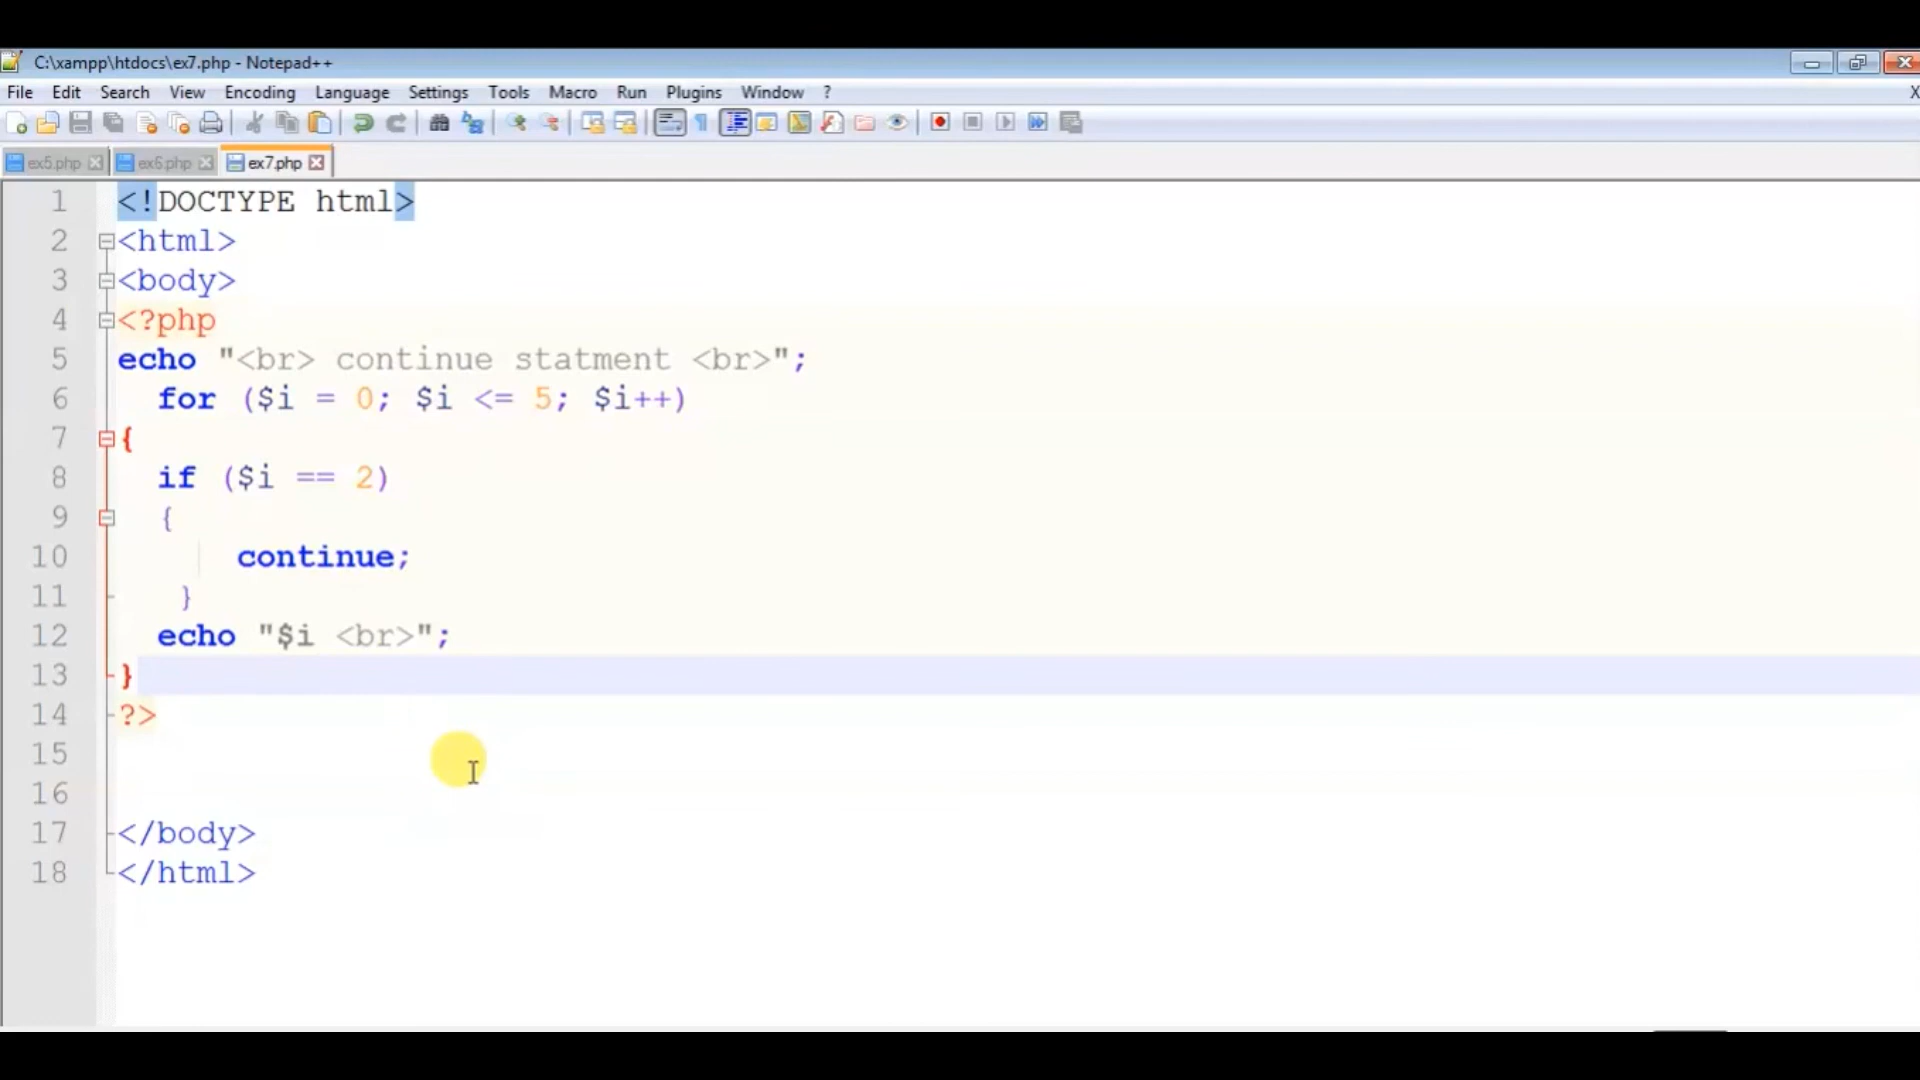 C:\xampp\htdocs\ex7.php - Notepad++
File Edit Search View Encoding Language Settings Tools Macro Run Plugins Window ? X
ex5.php ex6.php ex7.php
1 <!DOCTYPE html>
2 <html>
3 <body>
4 <?php
5 echo "<br> continue statment <br>";
6 for ($i = 0; $i <= 5; $i++)
7 {
8 if ($i == 2)
9 {
10 continue;
11 }
12 echo "$i <br>";
13 }
14 ?>
15
16
17 </body>
18 </html>